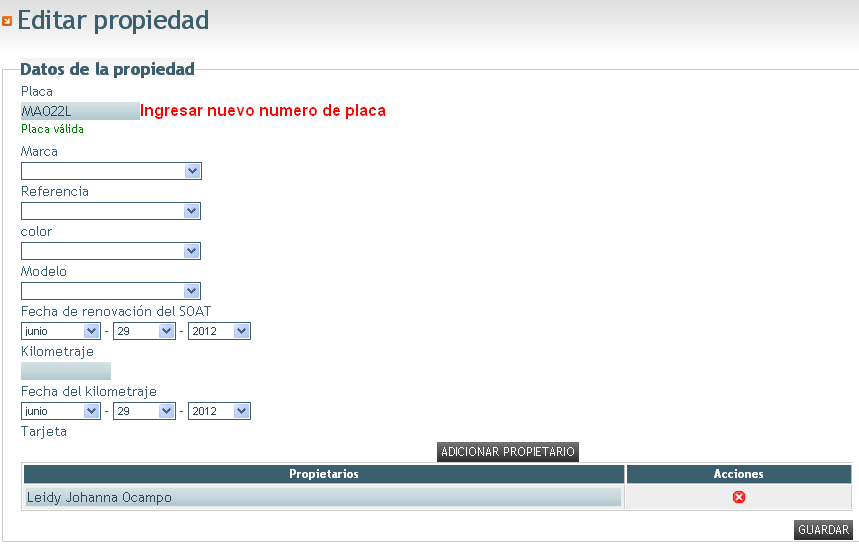 Editar propiedad
Datos de la propiedad
Placa
MA022L Ingresar nuevo numero de placa
Placa válida
Marca
Referencia
color
Modelo
Fecha de renovación del SOAT
junio - 29 - 2012
Kilometraje
Fecha del kilometraje
junio - 29 - 2012
Tarjeta
ADICIONAR PROPIETARIO
Propietarios Acciones
Leidy Johanna Ocampo
GUARDAR